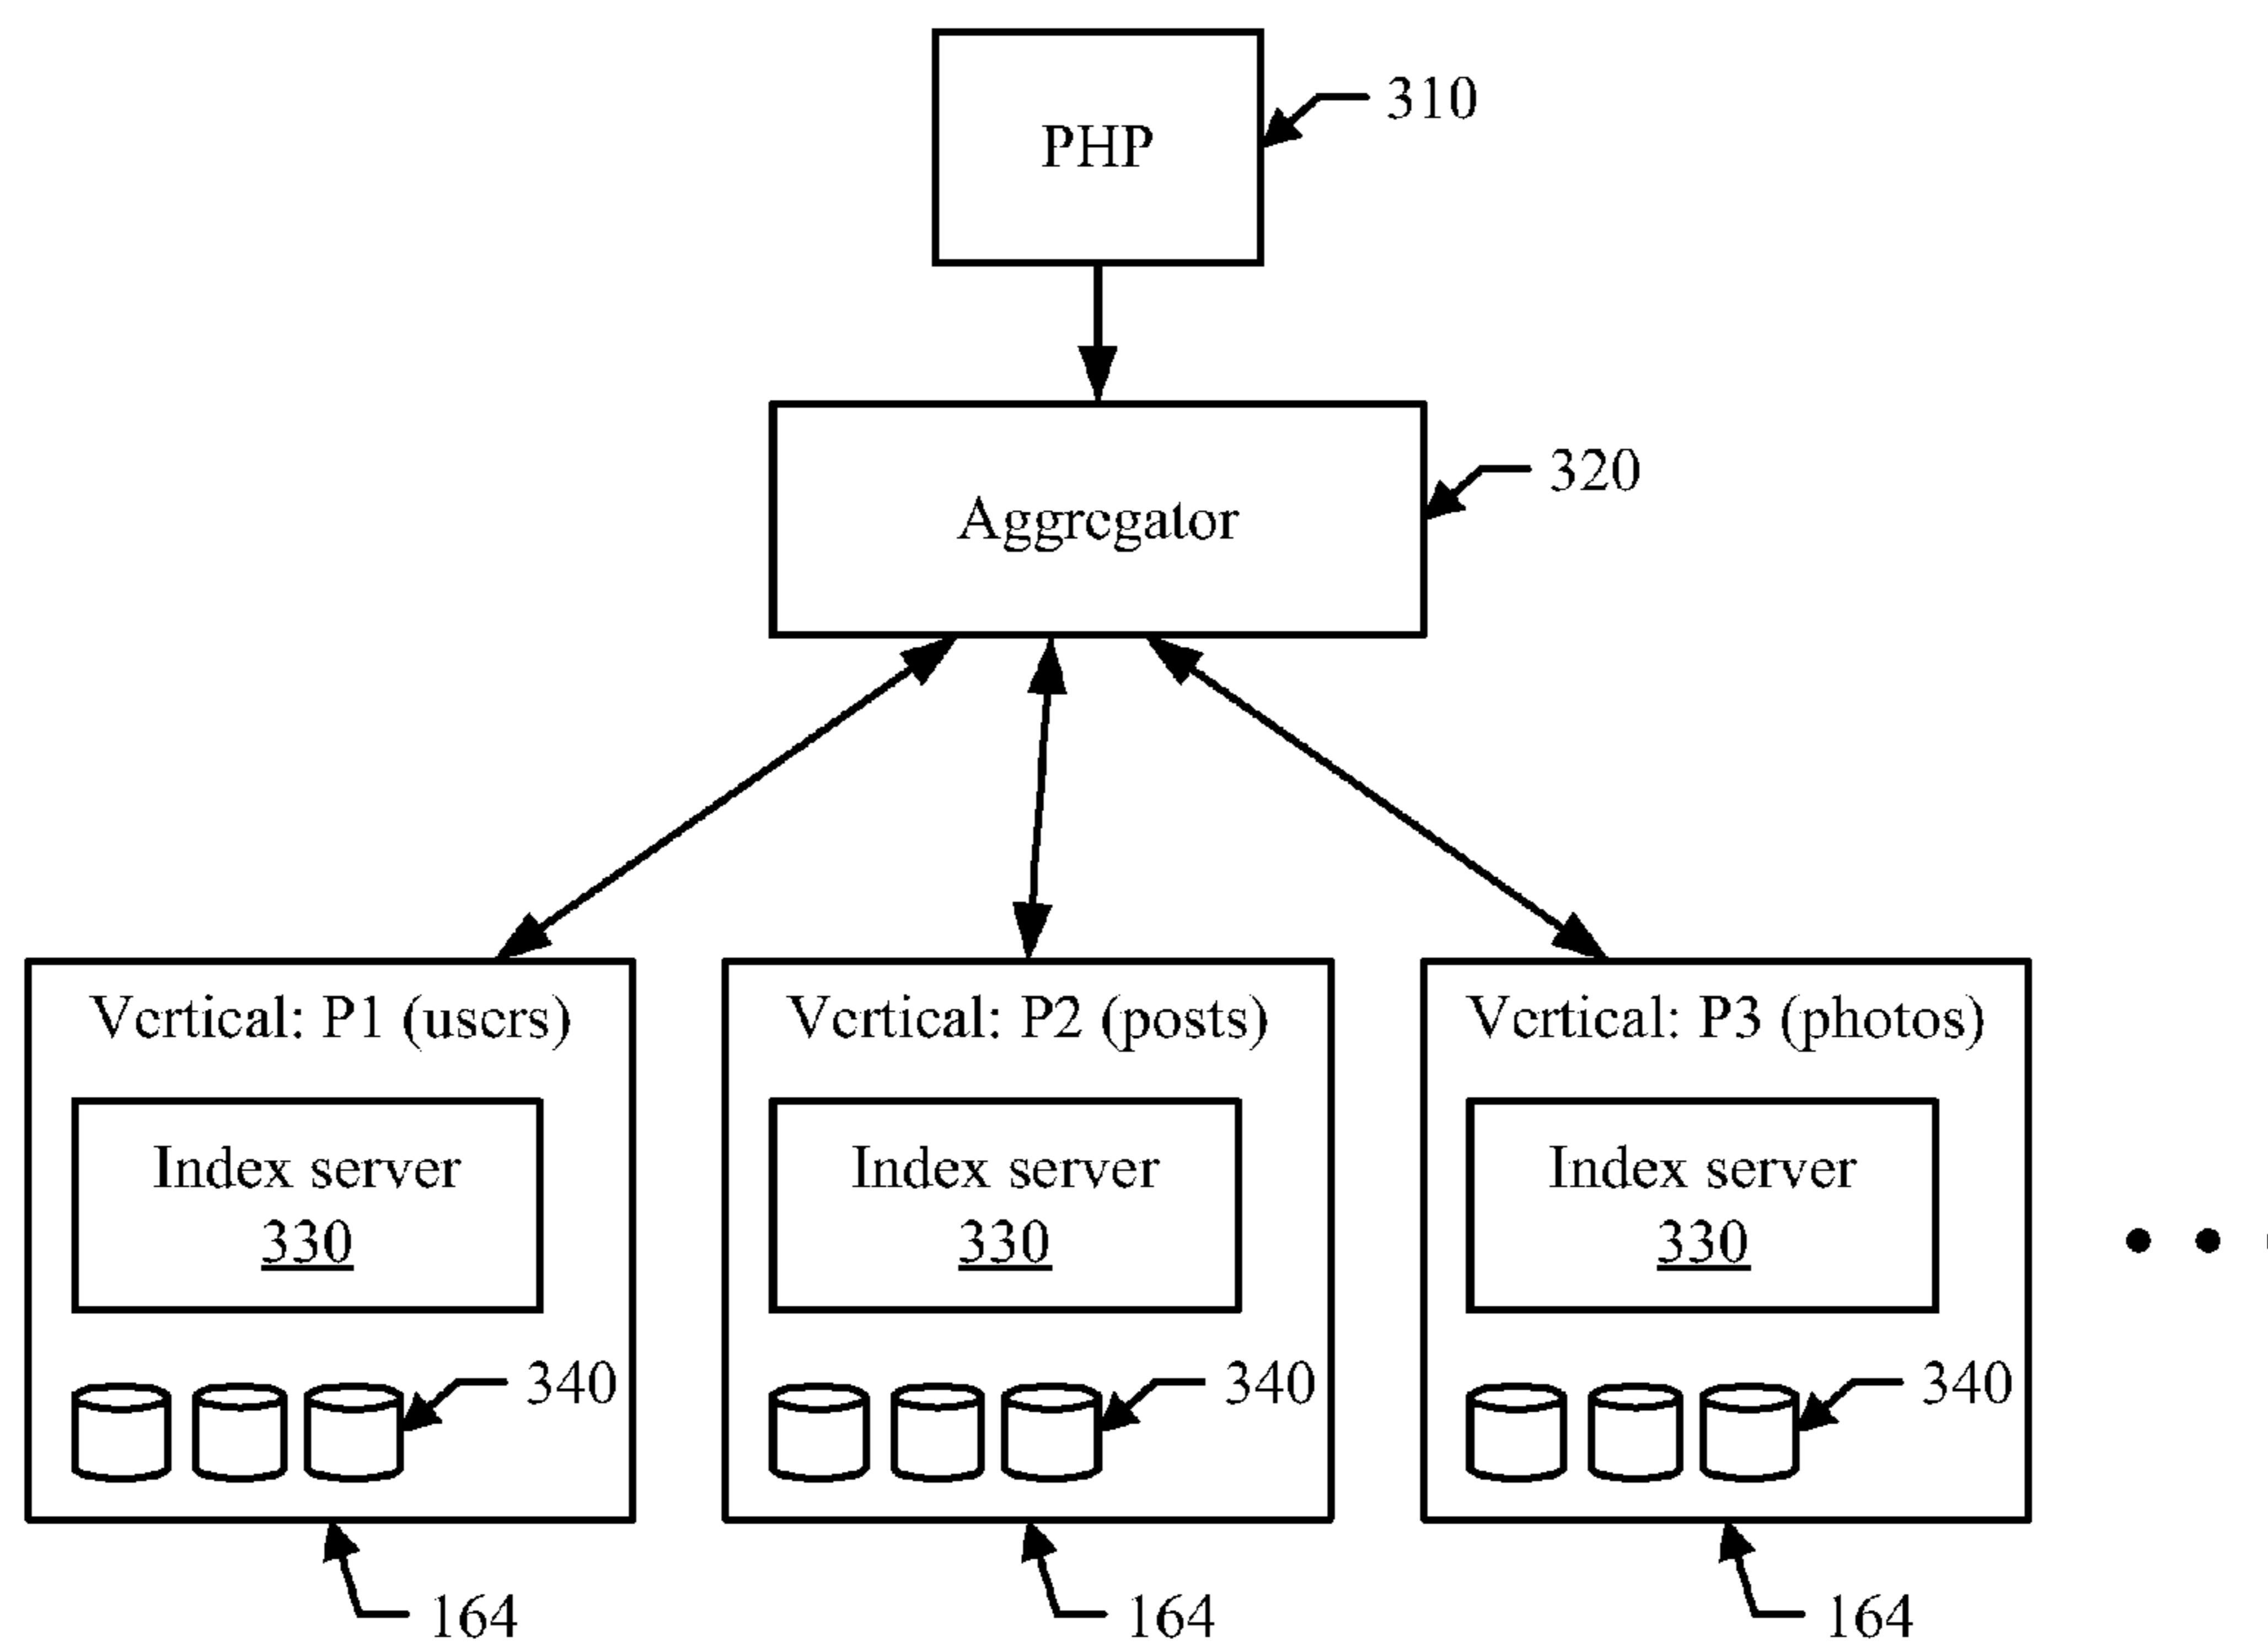 PHP
310
Aggregator
320
Vertical: P1 (users)
Index server
330
340
164
Vertical: P2 (posts)
Index server
330
340
164
Vertical: P3 (photos)
Index server
330
340
164